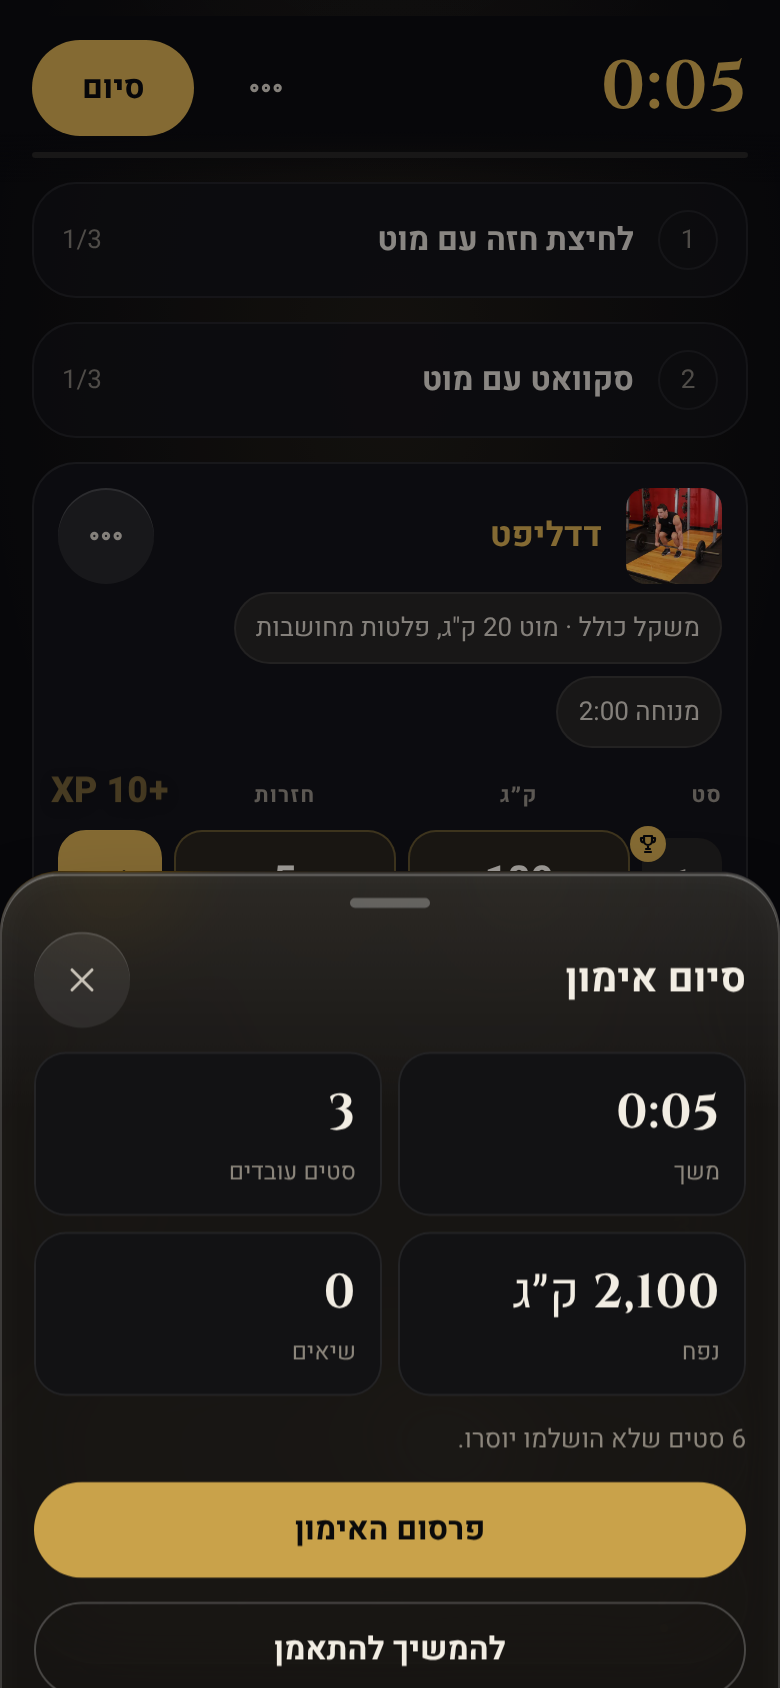 0:05
סיום
1 לחיצת חזה עם מוט 1/3
2 סקוואט עם מוט 1/3
דדליפט
משקל כולל · מוט 20 ק"ג, פלטות מחושבות
מנוחה 2:00
סט ק״ג חזרות XP 10+
סיום אימון
0:05
משך
3
סטים עובדים
2,100 ק״ג
נפח
0
שיאים
6 סטים שלא הושלמו יוסרו.
פרסום האימון
להמשיך להתאמן